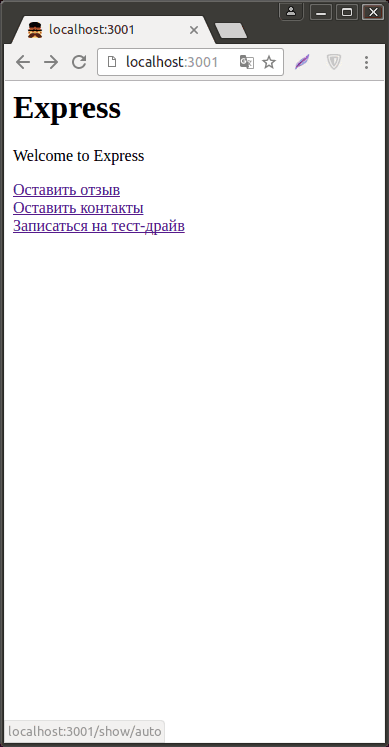 localhost:3001
localhost:3001
Express
Welcome to Express
Оставить отзыв
Оставить контакты
Записаться на тест-драйв
localhost:3001/show/auto